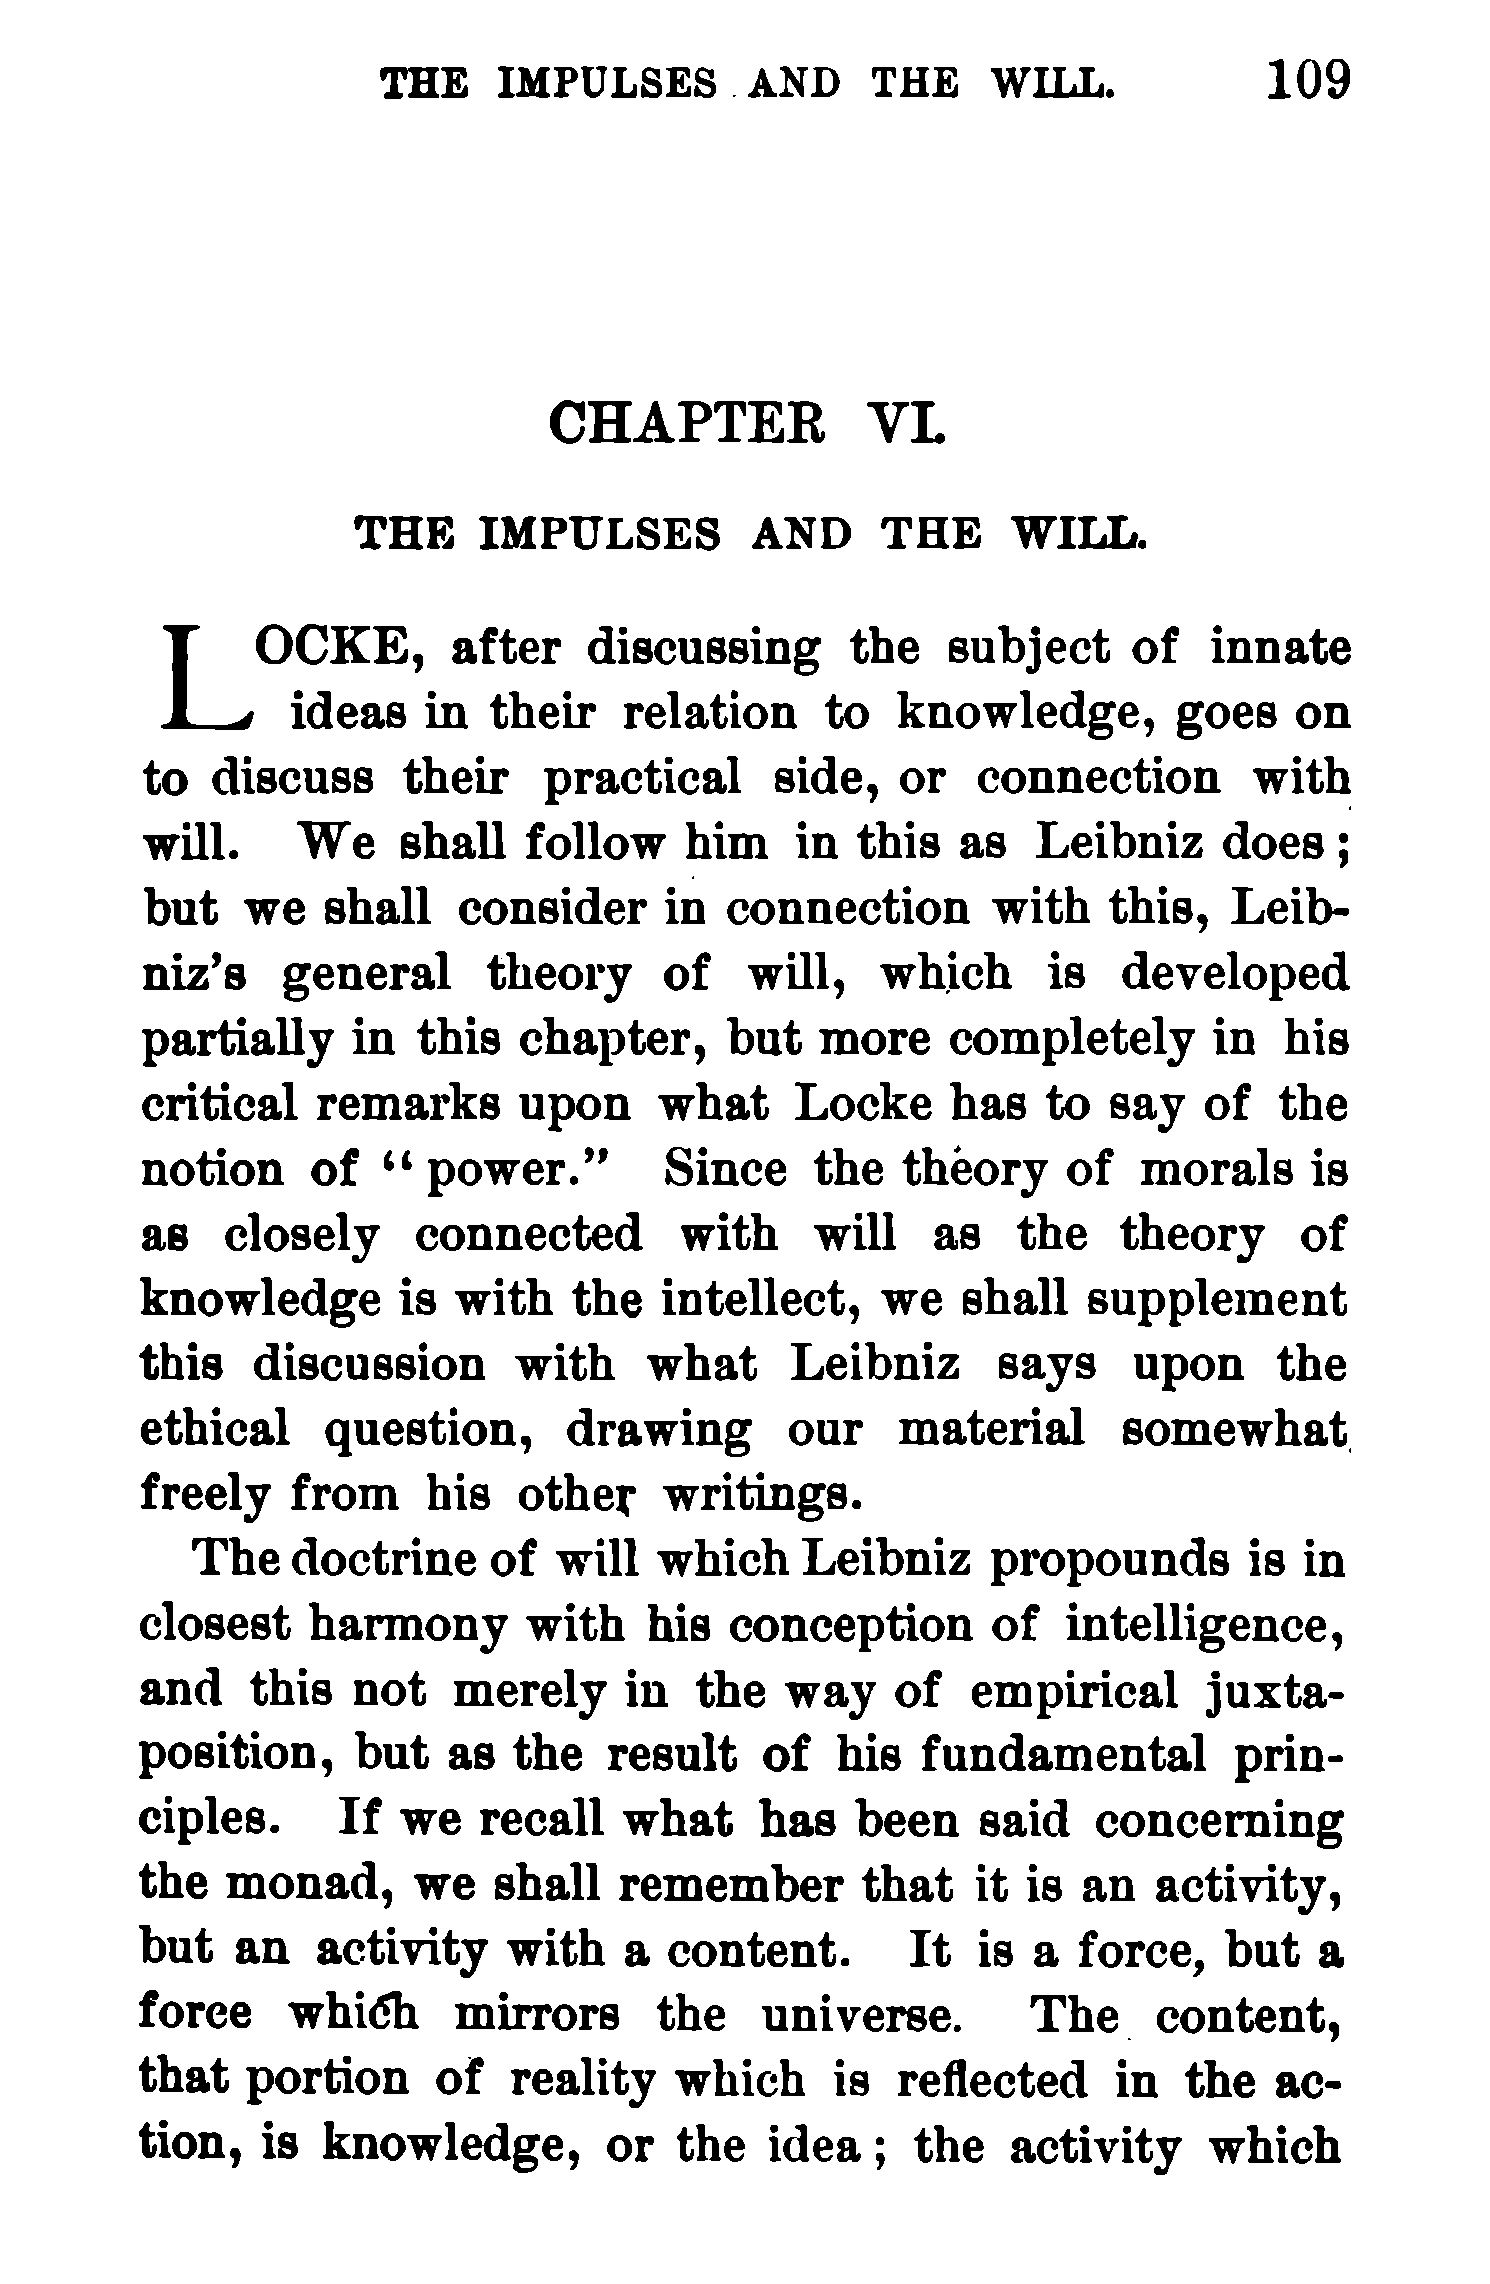 THE IMPULSES AND THE WILL. 109
CHAPTER VI.
THE IMPULSES AND THE WILL.
LOCKE, after discussing the subject of innate
ideas in their relation to knowledge, goes on
to discuss their practical side, or connection with
will. We shall follow him in this as Leibniz does ;
but we shall consider in connection with this, Leib-
niz's general theory of will, which is developed
partially in this chapter, but more completely in his
critical remarks upon what Locke has to say of the
notion of “ power.” Since the theory of morals is
as closely connected with will as the theory of
knowledge is with the intellect, we shall supplement
this discussion with what Leibniz says upon the
ethical question, drawing our material somewhat
freely from his other writings.
The doctrine of will which Leibniz propounds is in
closest harmony with his conception of intelligence,
and this not merely in the way of empirical juxta-
position, but as the result of his fundamental prin-
ciples. If we recall what has been said concerning
the monad, we shall remember that it is an activity,
but an activity with a content. It is a force, but a
force which mirrors the universe. The content,
that portion of reality which is reflected in the ac-
tion, is knowledge, or the idea ; the activity which